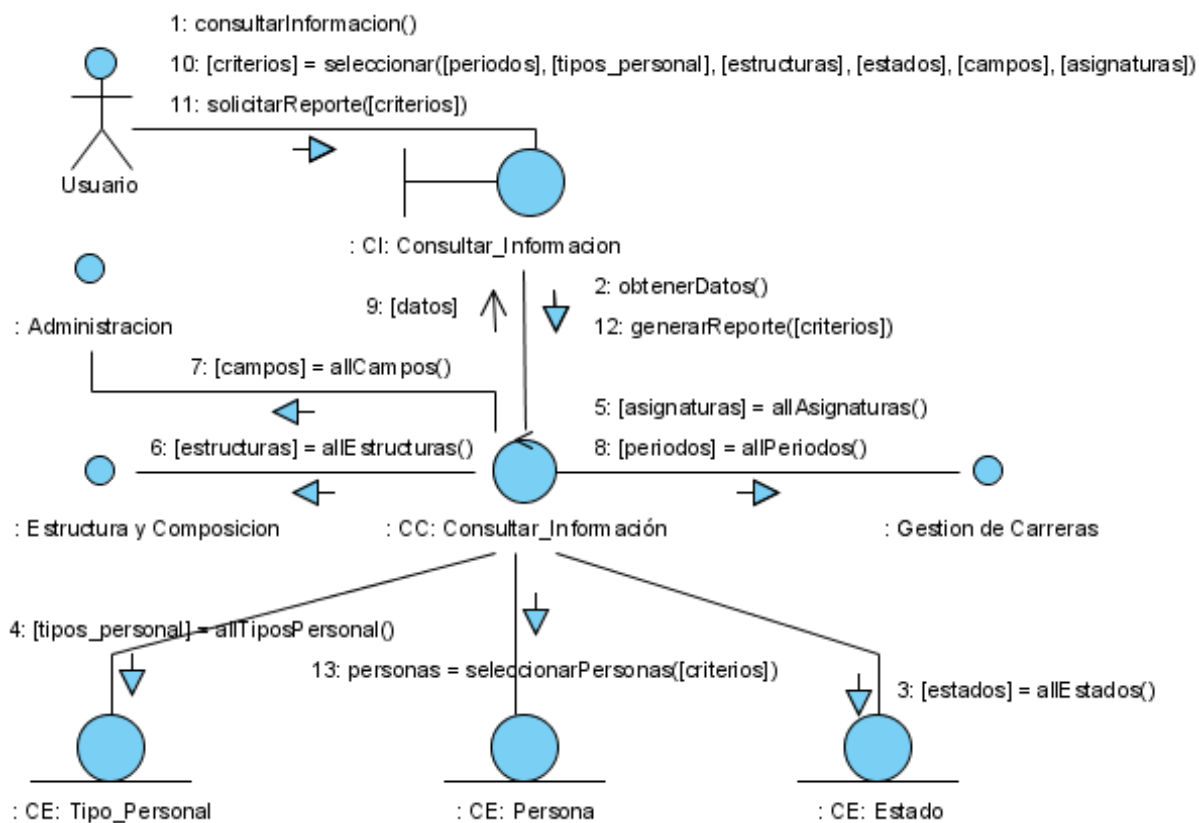 1: consultarInformacion()
10: [criterios] = seleccionar([periodos], [tipos_personal], [estructuras], [estados], [campos], [asignaturas])
11: solicitarReporte([criterios])
Usuario
: CI: Consultar_Informacion
: Administracion
9: [datos]
2: obtenerDatos()
12: generarReporte([criterios])
7: [campos] = allCampos()
5: [asignaturas] = allAsignaturas()
6: [estructuras] = allEstructuras()
8: [periodos] = allPeriodos()
: Estructura y Composicion
: CC: Consultar_Información
: Gestion de Carreras
4: [tipos_personal] = allTiposPersonal()
13: personas = seleccionarPersonas([criterios])
3: [estados] = allEstados()
: CE: Tipo_Personal
: CE: Persona
: CE: Estado